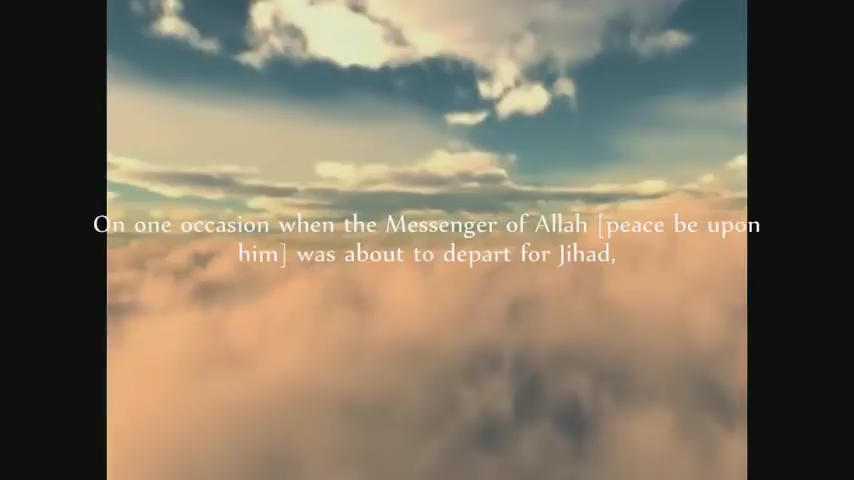 On one occasion when the Messenger of Allah [peace be upon
him] was about to depart for Jihad,